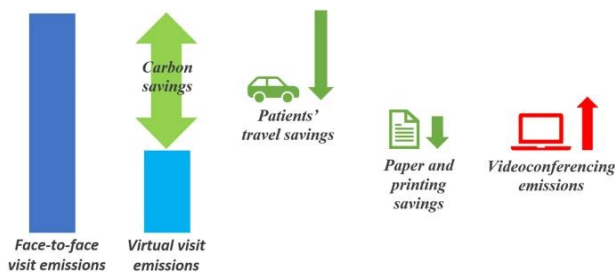 Carbon
savings
Patients'
travel savings
Paper and
printing
savings
Videoconferencing
emissions
Face-to-face
visit emissions
Virtual visit
emissions